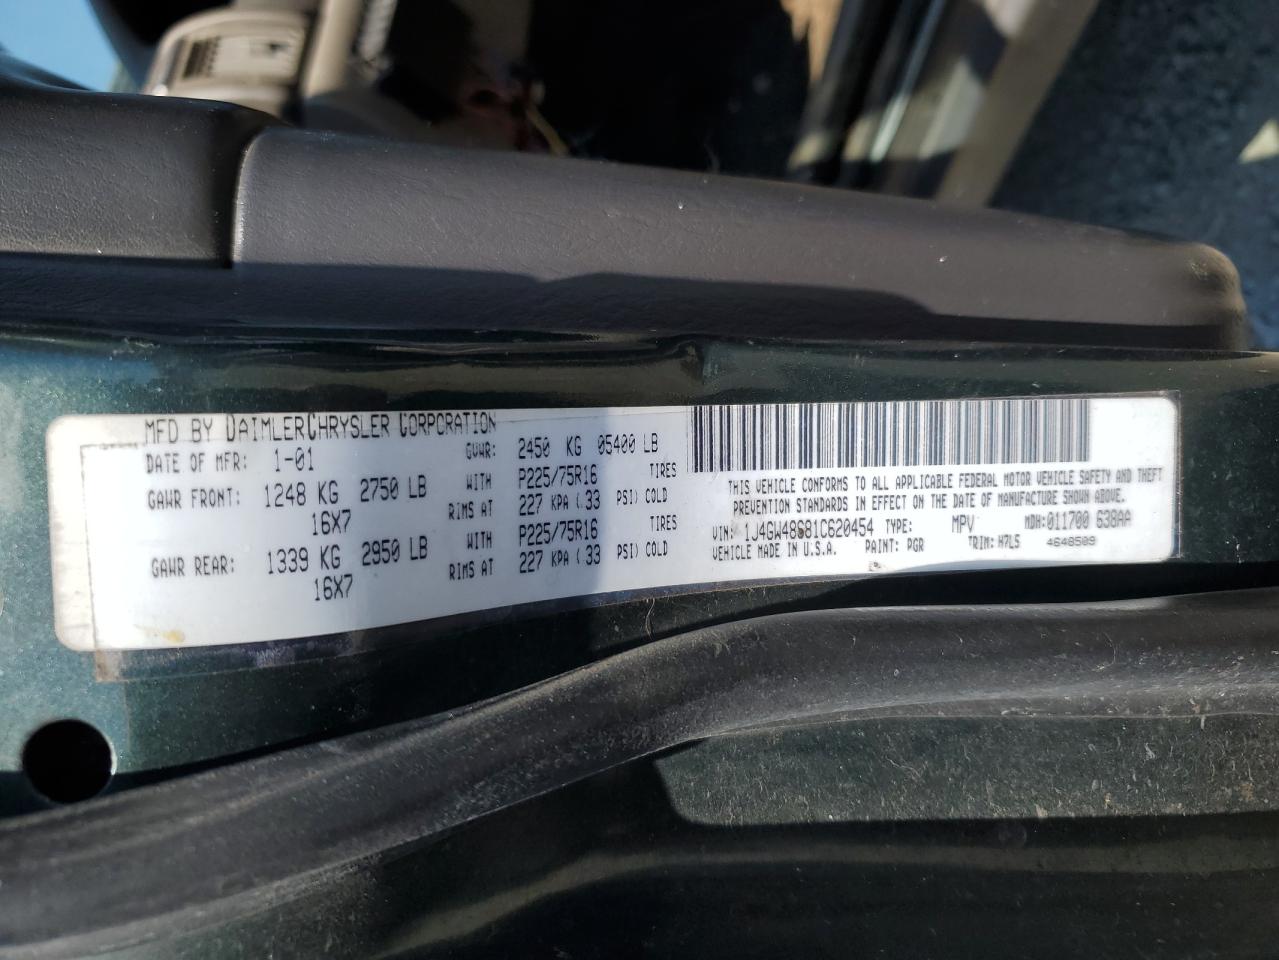 MFD BY DAIMLERCHRYSLER CORPORATION
DATE OF MFR: 1-01 GVWR: 2450 KG 05400 LB
GAWR FRONT: 1248 KG 2750 LB WITH P225/75R16 TIRES
16X7 RIMS AT 227 KPA ( 33 PSI) COLD
GAWR REAR: 1339 KG 2950 LB WITH P225/75R16 TIRES
16X7 RIMS AT 227 KPA ( 33 PSI) COLD
THIS VEHICLE CONFORMS TO ALL APPLICABLE FEDERAL MOTOR VEHICLE SAFETY AND THEFT
PREVENTION STANDARDS IN EFFECT ON THE DATE OF MANUFACTURE SHOWN ABOVE.
VIN: 1J4GW48S81C620454 TYPE: MPV MDH:011700 638AA
VEHICLE MADE IN U.S.A. PAINT: PGR TRIM: H7L5 4648509